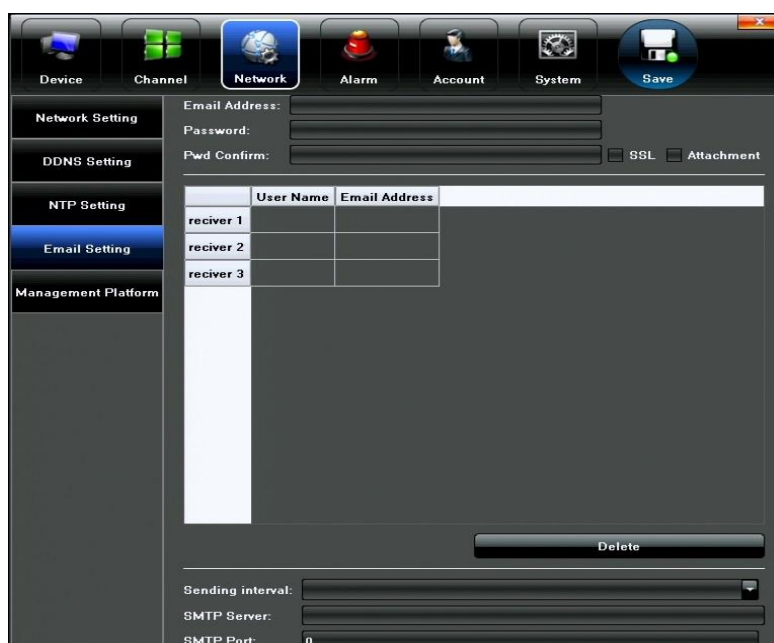 Device Channel Network Alarm Account System Save
Network Setting
DDNS Setting
NTP Setting
Email Setting
Management Platform
Email Address:
Password:
Pwd Confirm:
SSL Attachment
User Name Email Address
reciver 1
reciver 2
reciver 3
Delete
Sending interval:
SMTP Server:
SMTP Port: 0